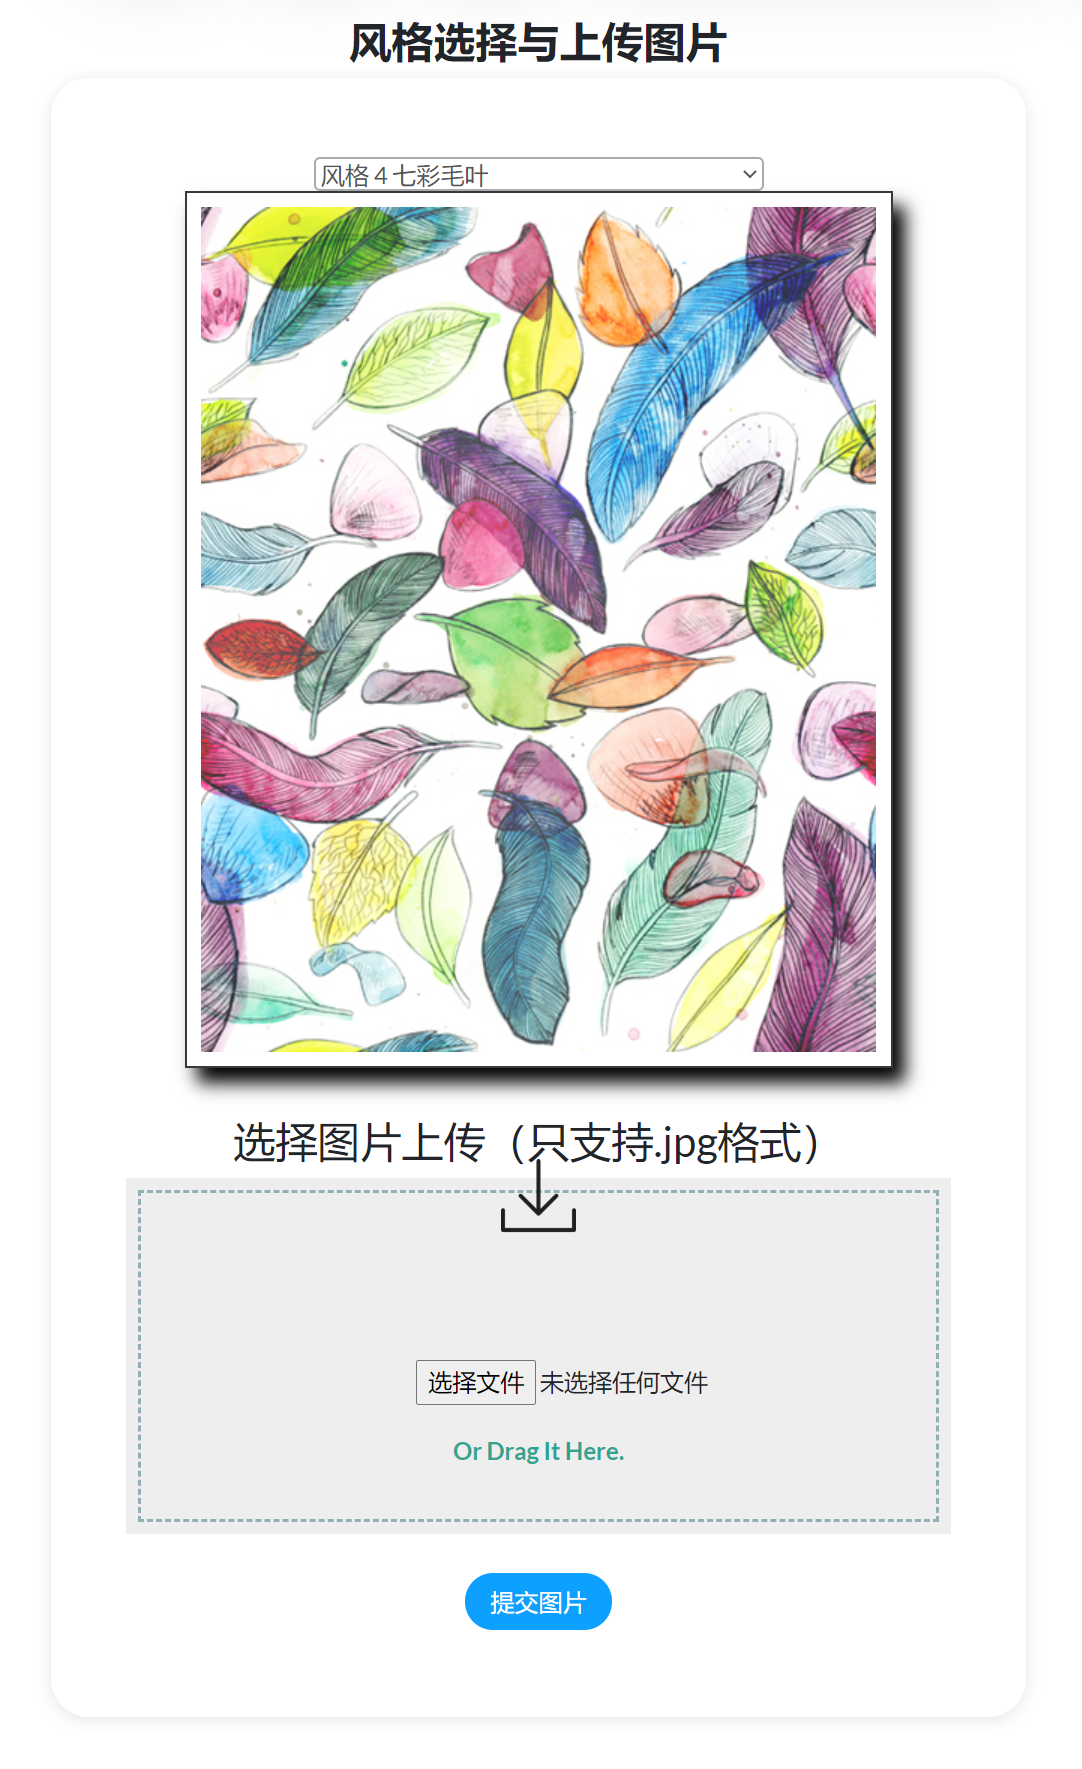 风格选择与上传图片
风格 4 七彩毛叶
选择图片上传（只支持.jpg格式）
选择文件 未选择任何文件
Or Drag It Here.
提交图片